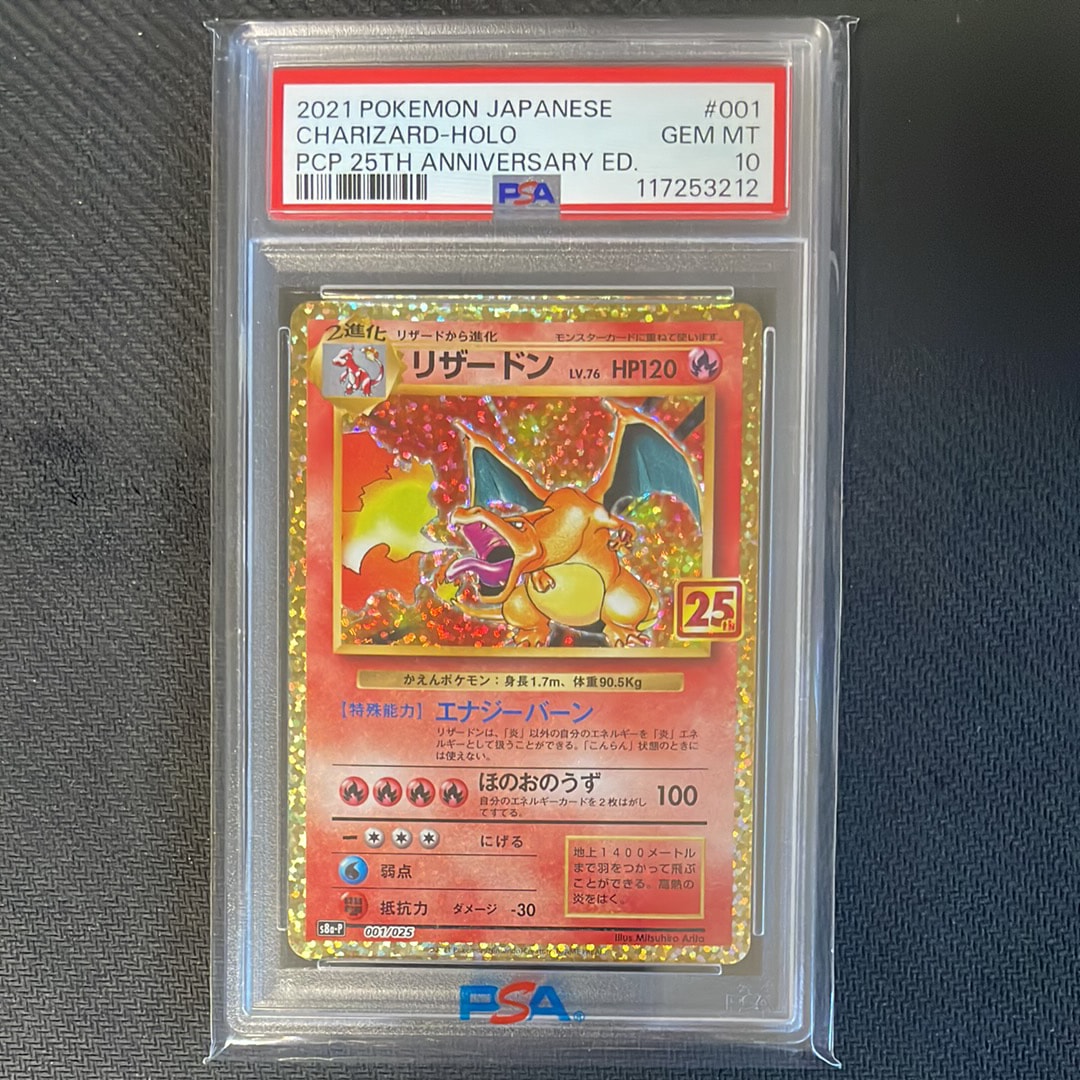 2021 POKEMON JAPANESE #001
CHARIZARD-HOLO GEM MT
PCP 25TH ANNIVERSARY ED. 10
PSA 117253212
2進化 リザードから進化 モンスターカードに重ねて使います
リザードン LV.76 HP120
25th
かえんポケモン：身長1.7m、体重90.5Kg
【特殊能力】エナジーバーン
リザードンは、「炎」以外の自分のエネルギーを「炎」エネ
ルギーとして扱うことができる。「こんらん」状態のときに
は使えない。
ほのおのうず 100
自分のエネルギーカードを2枚はがし
てすてる。
にげる
弱点
抵抗力 ダメージ -30
地上1400メートル
まで羽をつかって飛ぶ
ことができる。高熱の
炎をはく。
s8a-P 001/025
Illus Mitsuhiro Arita
PSA